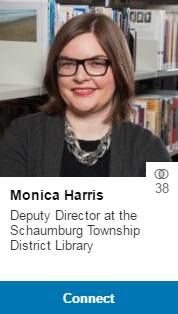 38
Monica Harris
Deputy Director at the
Schaumburg Township
District Library
Connect